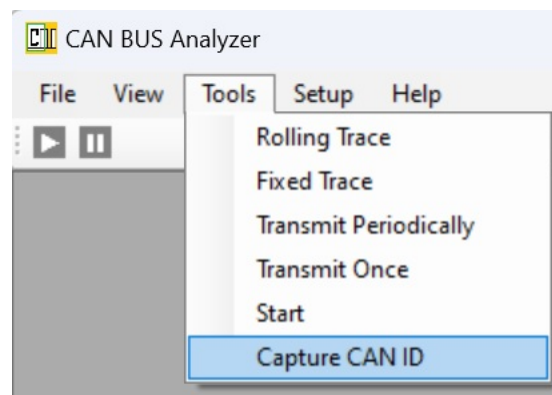 CAN BUS Analyzer
File View Tools Setup Help
Rolling Trace
Fixed Trace
Transmit Periodically
Transmit Once
Start
Capture CAN ID